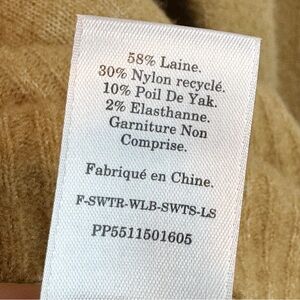 58% Laine.
30% Nylon recyclé.
10% Poil De Yak.
2% Elasthanne.
Garniture Non
Comprise.
Fabriqué en Chine.
F-SWTR-WLB-SWTS-LS
PP5511501605